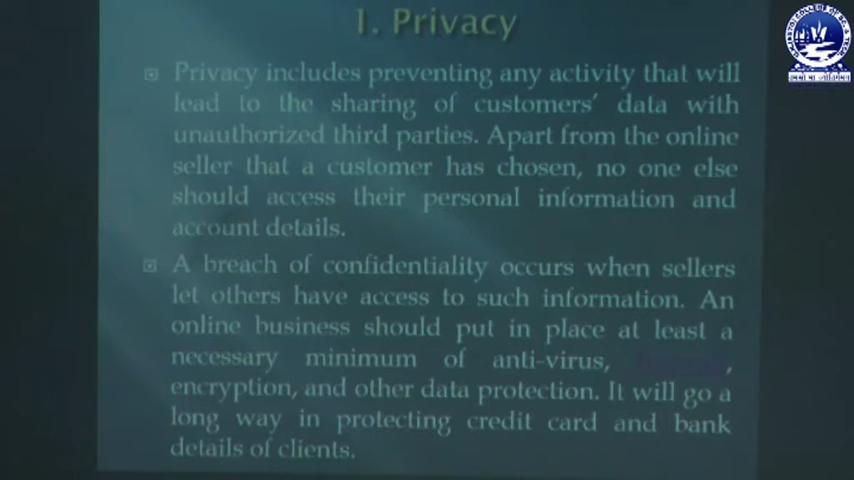 1. Privacy
Privacy includes preventing any activity that will
lead to the sharing of customers' data with
unauthorized third parties. Apart from the online
seller that a customer has chosen, no one else
should access their personal information and
account details.
A breach of confidentiality occurs when sellers
let others have access to such information. An
online business should put in place at least a
necessary minimum of anti-virus, ,
encryption, and other data protection. It will go a
long way in protecting credit card and bank
details of clients.